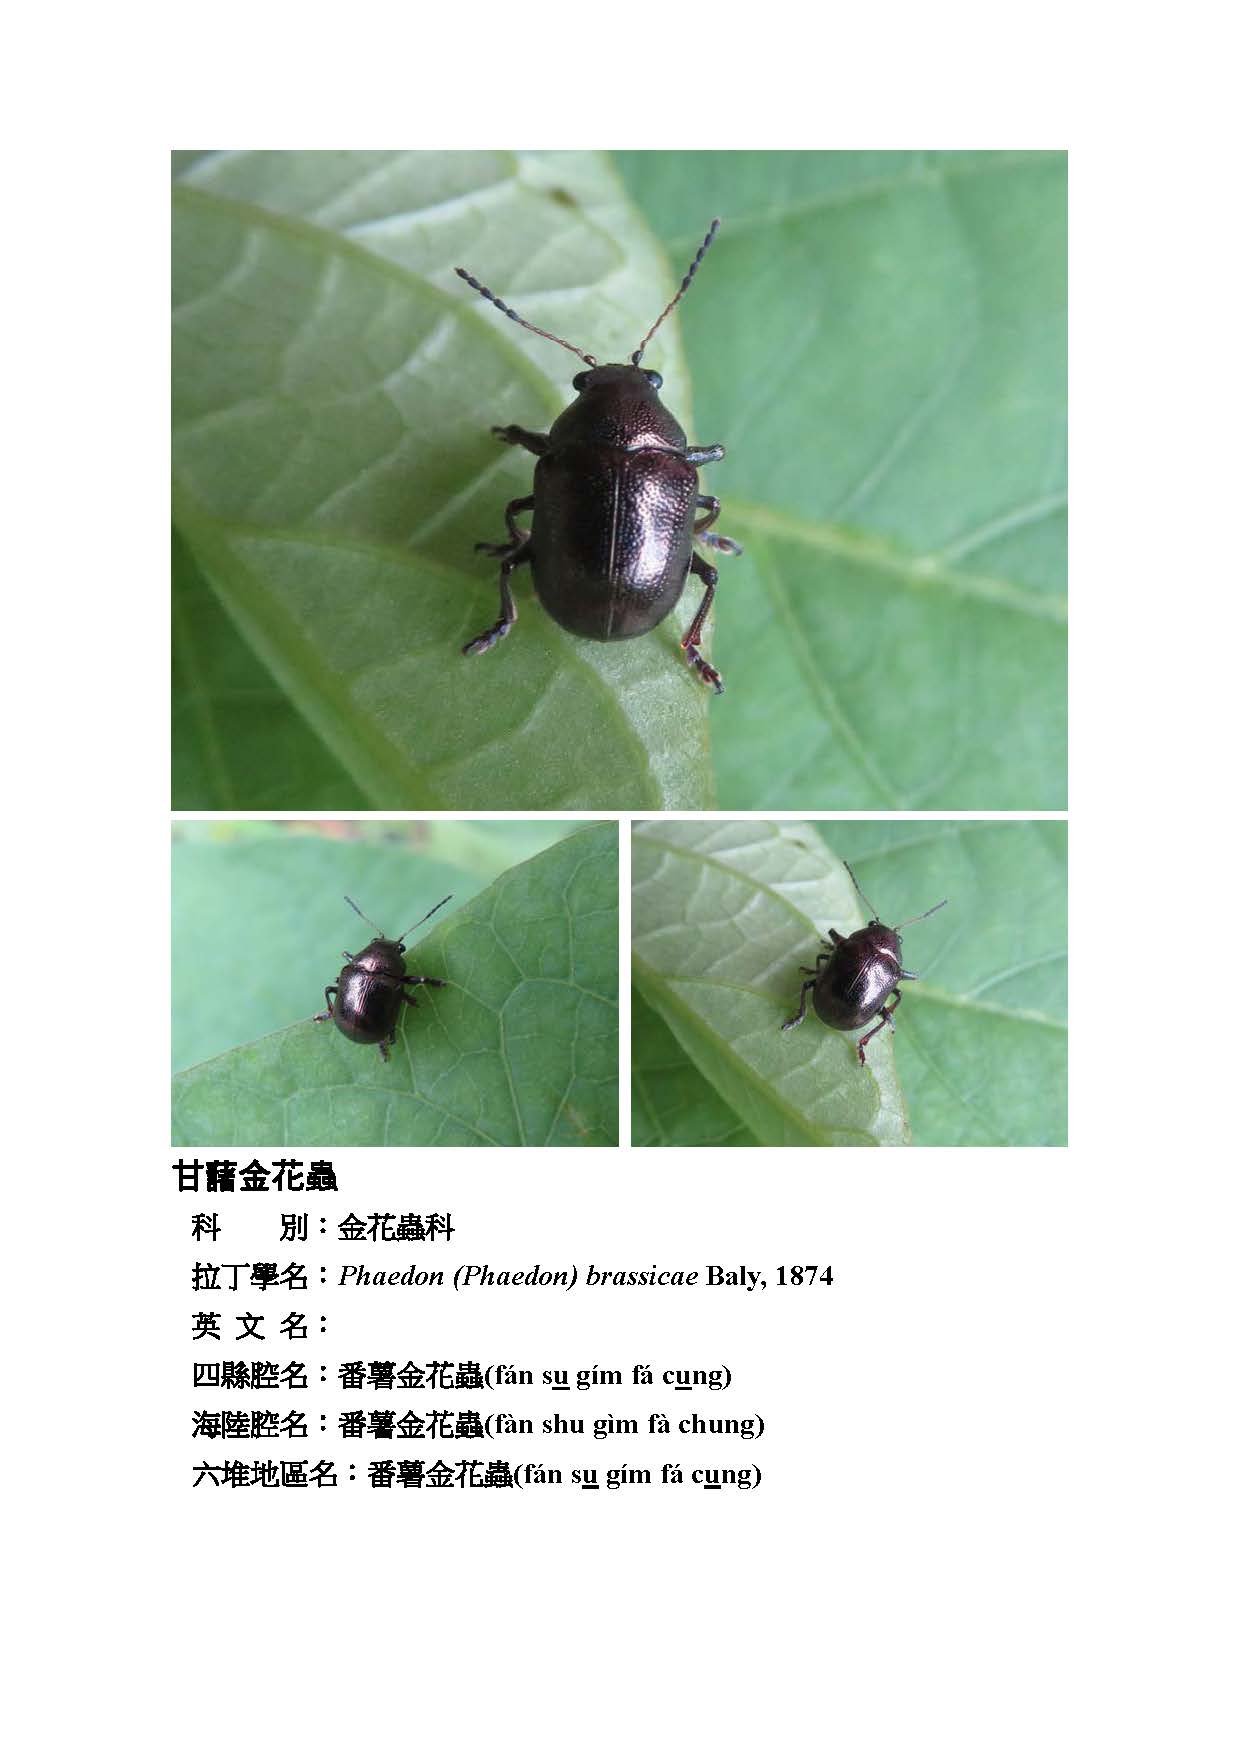 甘藷金花蟲
科　　別：金花蟲科
拉丁學名：Phaedon (Phaedon) brassicae Baly, 1874
英 文 名：
四縣腔名：番薯金花蟲(fán su gím fá cung)
海陸腔名：番薯金花蟲(fàn shu gìm fà chung)
六堆地區名：番薯金花蟲(fán su gím fá cung)